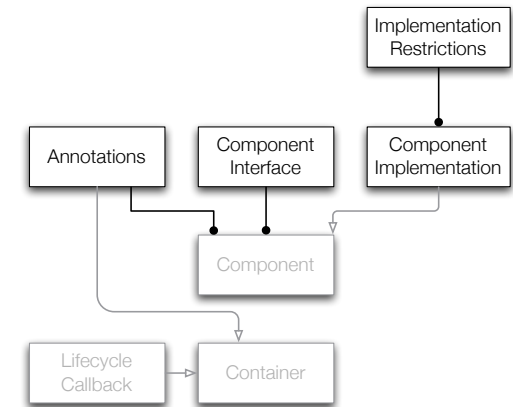 Implementation
Restrictions
Annotations
Component
Interface
Component
Implementation
Component
Lifecycle
Callback
Container